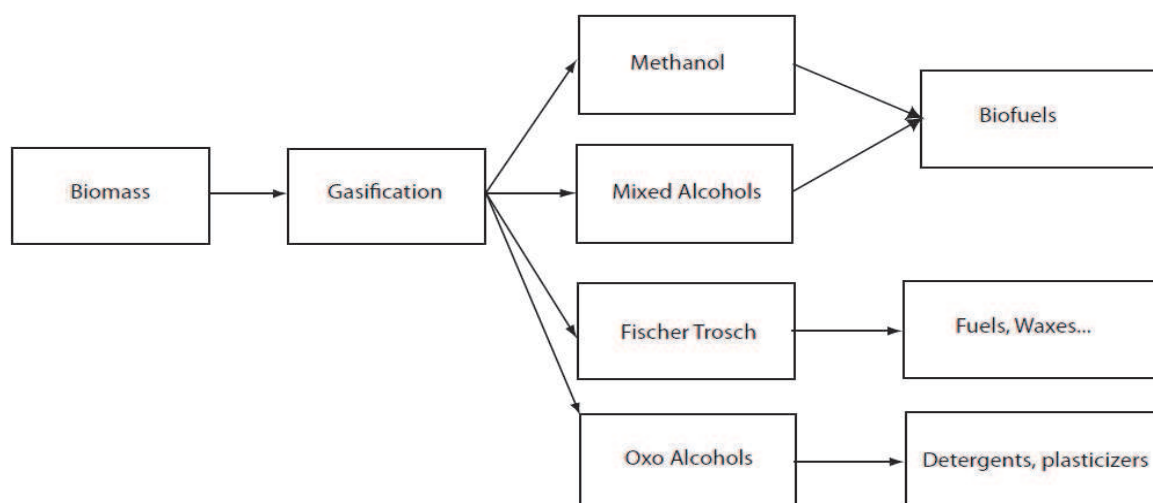 Methanol
Biofuels
Biomass
Gasification
Mixed Alcohols
Fischer Trosch
Fuels, Waxes...
Oxo Alcohols
Detergents, plasticizers